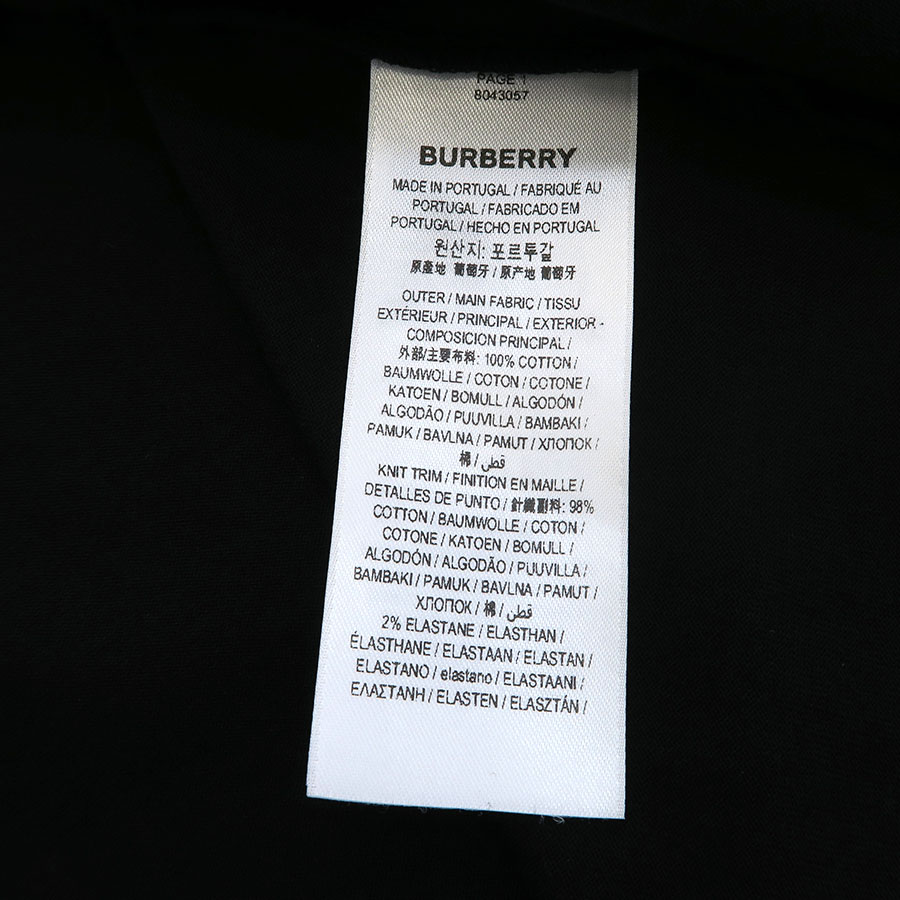 PAGE 1
8043057
BURBERRY
MADE IN PORTUGAL / FABRIQUÉ AU
PORTUGAL / FABRICADO EM
PORTUGAL / HECHO EN PORTUGAL
원산지: 포르투갈
原產地 葡萄牙 / 原产地 葡萄牙
OUTER / MAIN FABRIC / TISSU
EXTÉRIEUR / PRINCIPAL / EXTERIOR -
COMPOSICION PRINCIPAL /
外部/主要布料: 100% COTTON /
BAUMWOLLE / COTON / COTONE /
KATOEN / BOMULL / ALGODÓN /
ALGODÃO / PUUVILLA / BAMBAKI /
PAMUK / BAVLNA / PAMUT / ХЛОПОК /
棉 / قطن
KNIT TRIM / FINITION EN MAILLE /
DETALLES DE PUNTO / 針織副料: 98%
COTTON / BAUMWOLLE / COTON /
COTONE / KATOEN / BOMULL /
ALGODÓN / ALGODÃO / PUUVILLA /
BAMBAKI / PAMUK / BAVLNA / PAMUT /
ХЛОПОК / 棉 / قطن
2% ELASTANE / ELASTHAN /
ÉLASTHANE / ELASTAAN / ELASTAN /
ELASTANO / elastano / ELASTAANI /
ΕΛΑΣΤΑΝΗ / ELASTEN / ELASZTÁN /